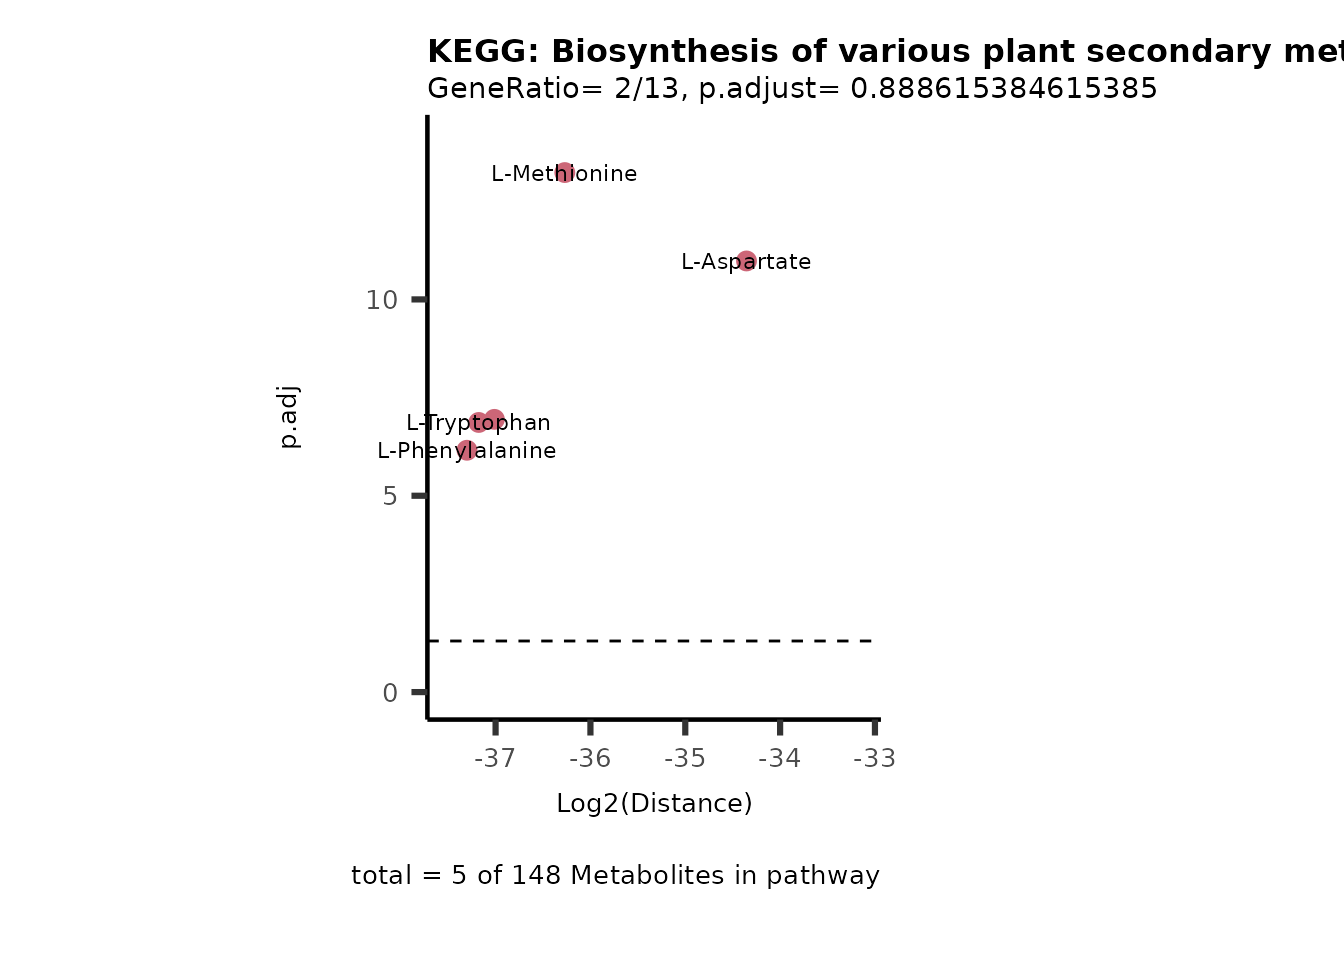 KEGG: Biosynthesis of various plant secondary met
GeneRatio= 2/13, p.adjust= 0.888615384615385
L-Methionine
L-Aspartate
10
p.adj
L-Tryptophan
L-Phenylalanine
5
0
-37 -36 -35 -34 -33
Log2(Distance)
total = 5 of 148 Metabolites in pathway